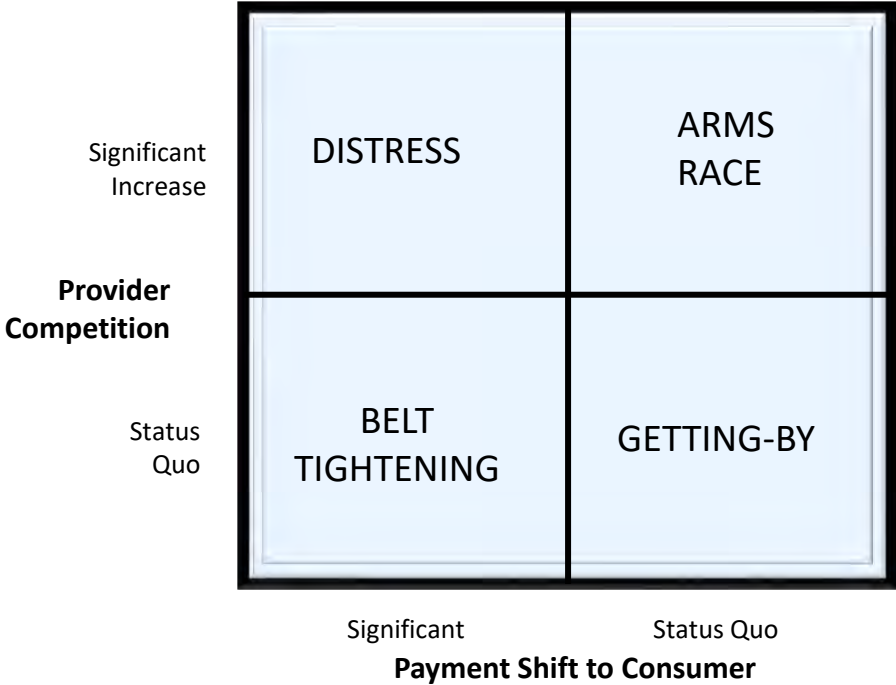 Significant
Increase
DISTRESS
ARMS
RACE
Provider
Competition
Status
Quo
BELT
TIGHTENING
GETTING-BY
Significant
Status Quo
Payment Shift to Consumer